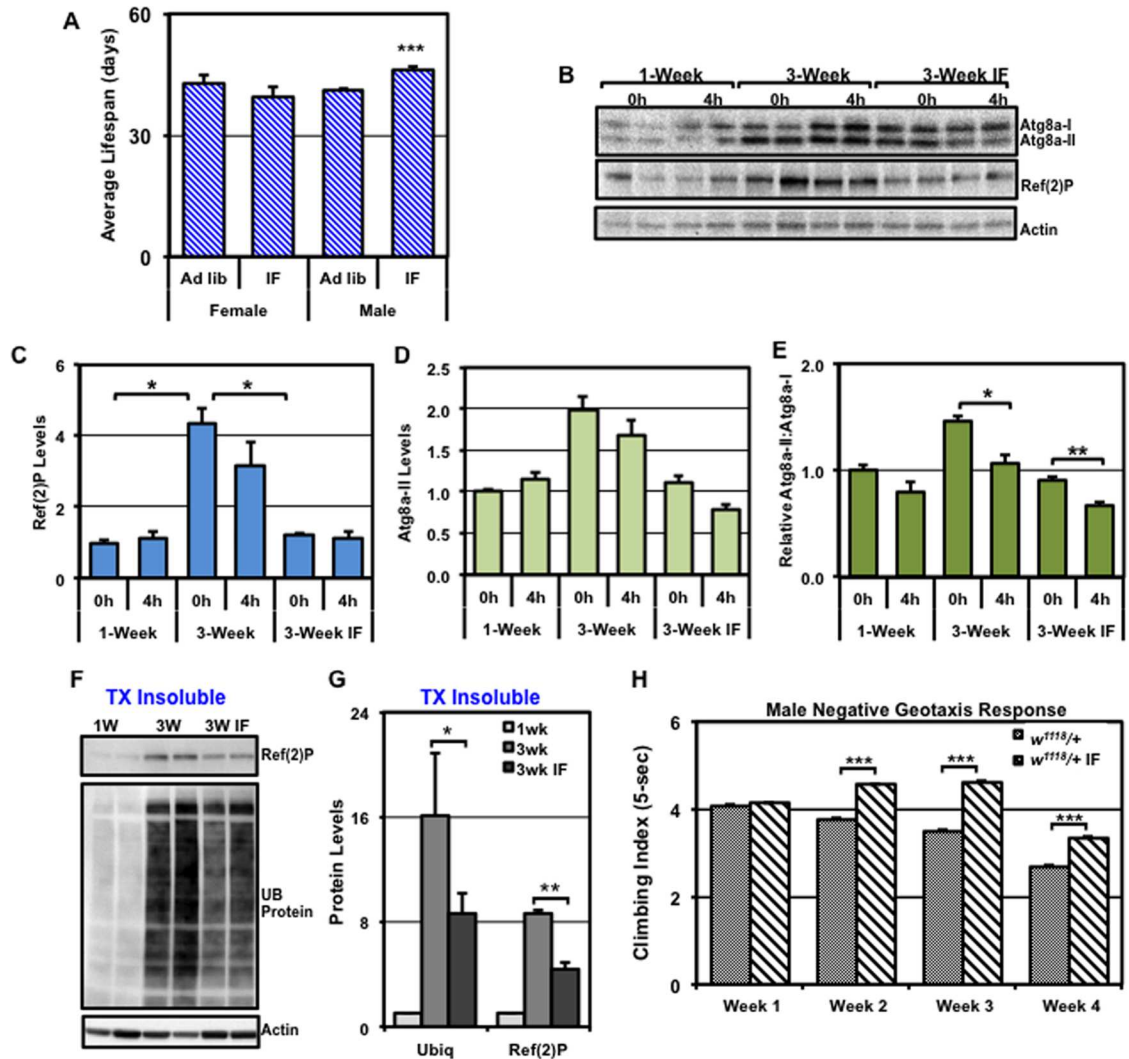 A
Average Lifespan (days)
60
30
0
***
Ad lib IF Ad lib IF
Female Male
B
1-Week 3-Week 3-Week IF
0h 4h 0h 4h 0h 4h
Atg8a-I
Atg8a-II
Ref(2)P
Actin
C
Ref(2)P Levels
6
4
2
0
* *
0h 4h 0h 4h 0h 4h
1-Week 3-Week 3-Week IF
D
Atg8a-II Levels
2.5
2.0
1.5
1.0
0.5
0.0
0h 4h 0h 4h 0h 4h
1-Week 3-Week 3-Week IF
E
Relative Atg8a-II:Atg8a-I
2.0
1.0
0.0
*
**
0h 4h 0h 4h 0h 4h
1-Week 3-Week 3-Week IF
F
TX Insoluble
1W 3W 3W IF
Ref(2)P
UB
Protein
Actin
G
TX Insoluble
Protein Levels
24
16
8
0
1wk
3wk
3wk IF
*
**
Ubiq Ref(2)P
H
Male Negative Geotaxis Response
Climbing Index (5-sec)
6
4
2
0
w1118/+
w1118/+ IF
*** *** ***
Week 1 Week 2 Week 3 Week 4